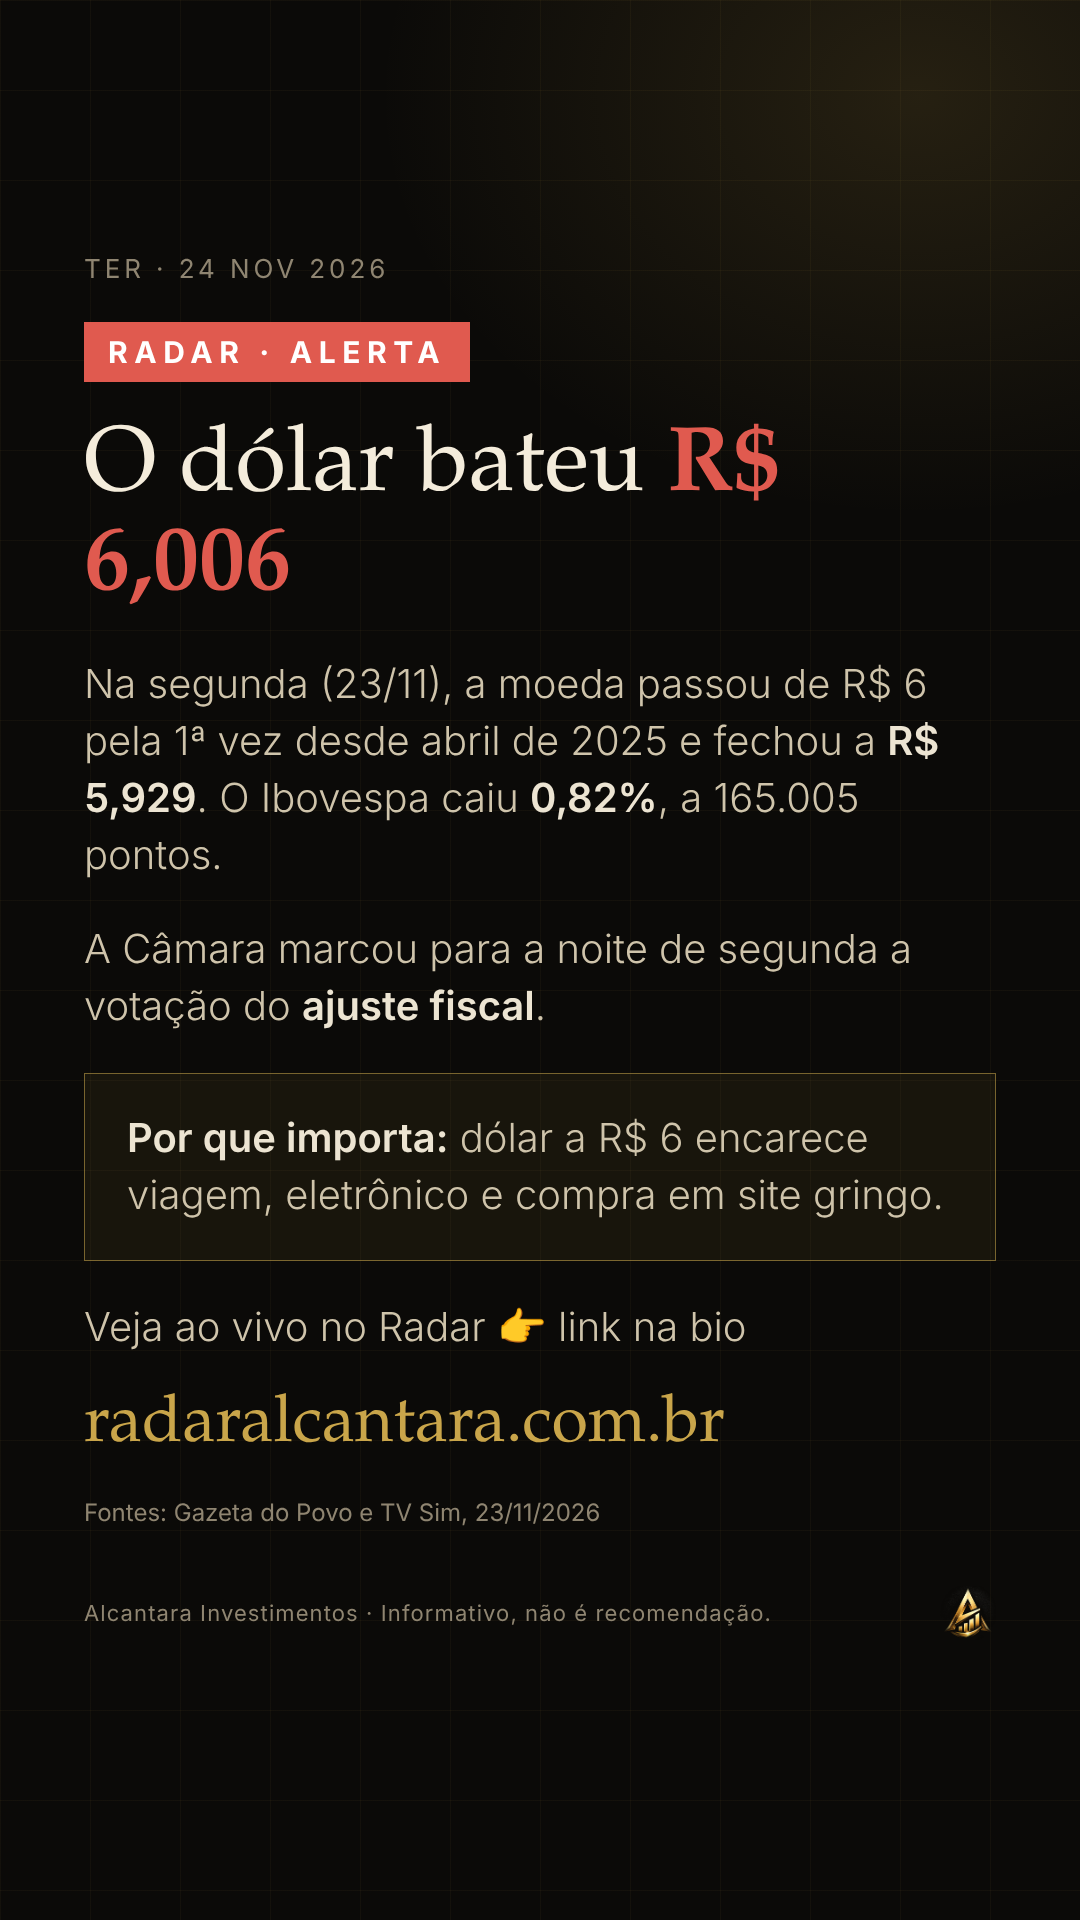 TER · 24 NOV 2026
RADAR · ALERTA
O dólar bateu R$
6,006
Na segunda (23/11), a moeda passou de R$ 6
pela 1ª vez desde abril de 2025 e fechou a R$
5,929. O Ibovespa caiu 0,82%, a 165.005
pontos.
A Câmara marcou para a noite de segunda a
votação do ajuste fiscal.
Por que importa: dólar a R$ 6 encarece
viagem, eletrônico e compra em site gringo.
Veja ao vivo no Radar 👉 link na bio
radaralcantara.com.br
Fontes: Gazeta do Povo e TV Sim, 23/11/2026
Alcantara Investimentos · Informativo, não é recomendação.